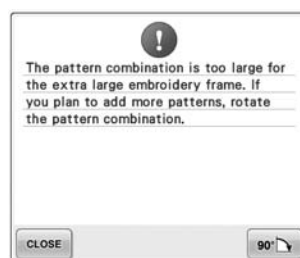 The pattern combination is too large for
the extra large embroidery frame. If
you plan to add more patterns, rotate
the pattern combination.
CLOSE
90°